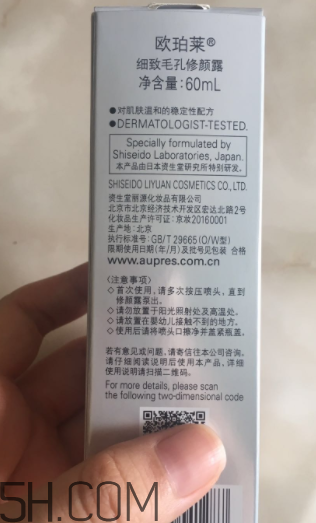 欧珀莱®
细致毛孔修颜露
净含量:60mL
●对肌肤温和的稳定性配方
●DERMATOLOGIST-TESTED.
Specially formulated by
Shiseido Laboratories, Japan.
本产品由日本资生堂研究所特别研发。
SHISEIDO LIYUAN COSMETICS CO., LTD.
资生堂丽源化妆品有限公司
北京市北京经济技术开发区宏达北路2号
化妆品生产许可证:京妆20160001
生产地:北京
执行标准号:GB/T 29665(O/W型)
限期使用日期(年/月)及批号见包装 合格
www.aupres.com.cn
〈注意事项〉
◇首次使用,请多次按压喷头,直到
修颜露泵出。
◇请勿放置于阳光照射处及高温处。
◇请放置在婴幼儿接触不到的地方。
◇使用后请将喷头口擦净并盖紧瓶盖。
若有意见或问题,请寄信往本公司咨询。
请仔细阅读说明后使用本产品,详细
使用说明请扫描二维码。
For more details, please scan
the following two-dimensional code
5H.COM